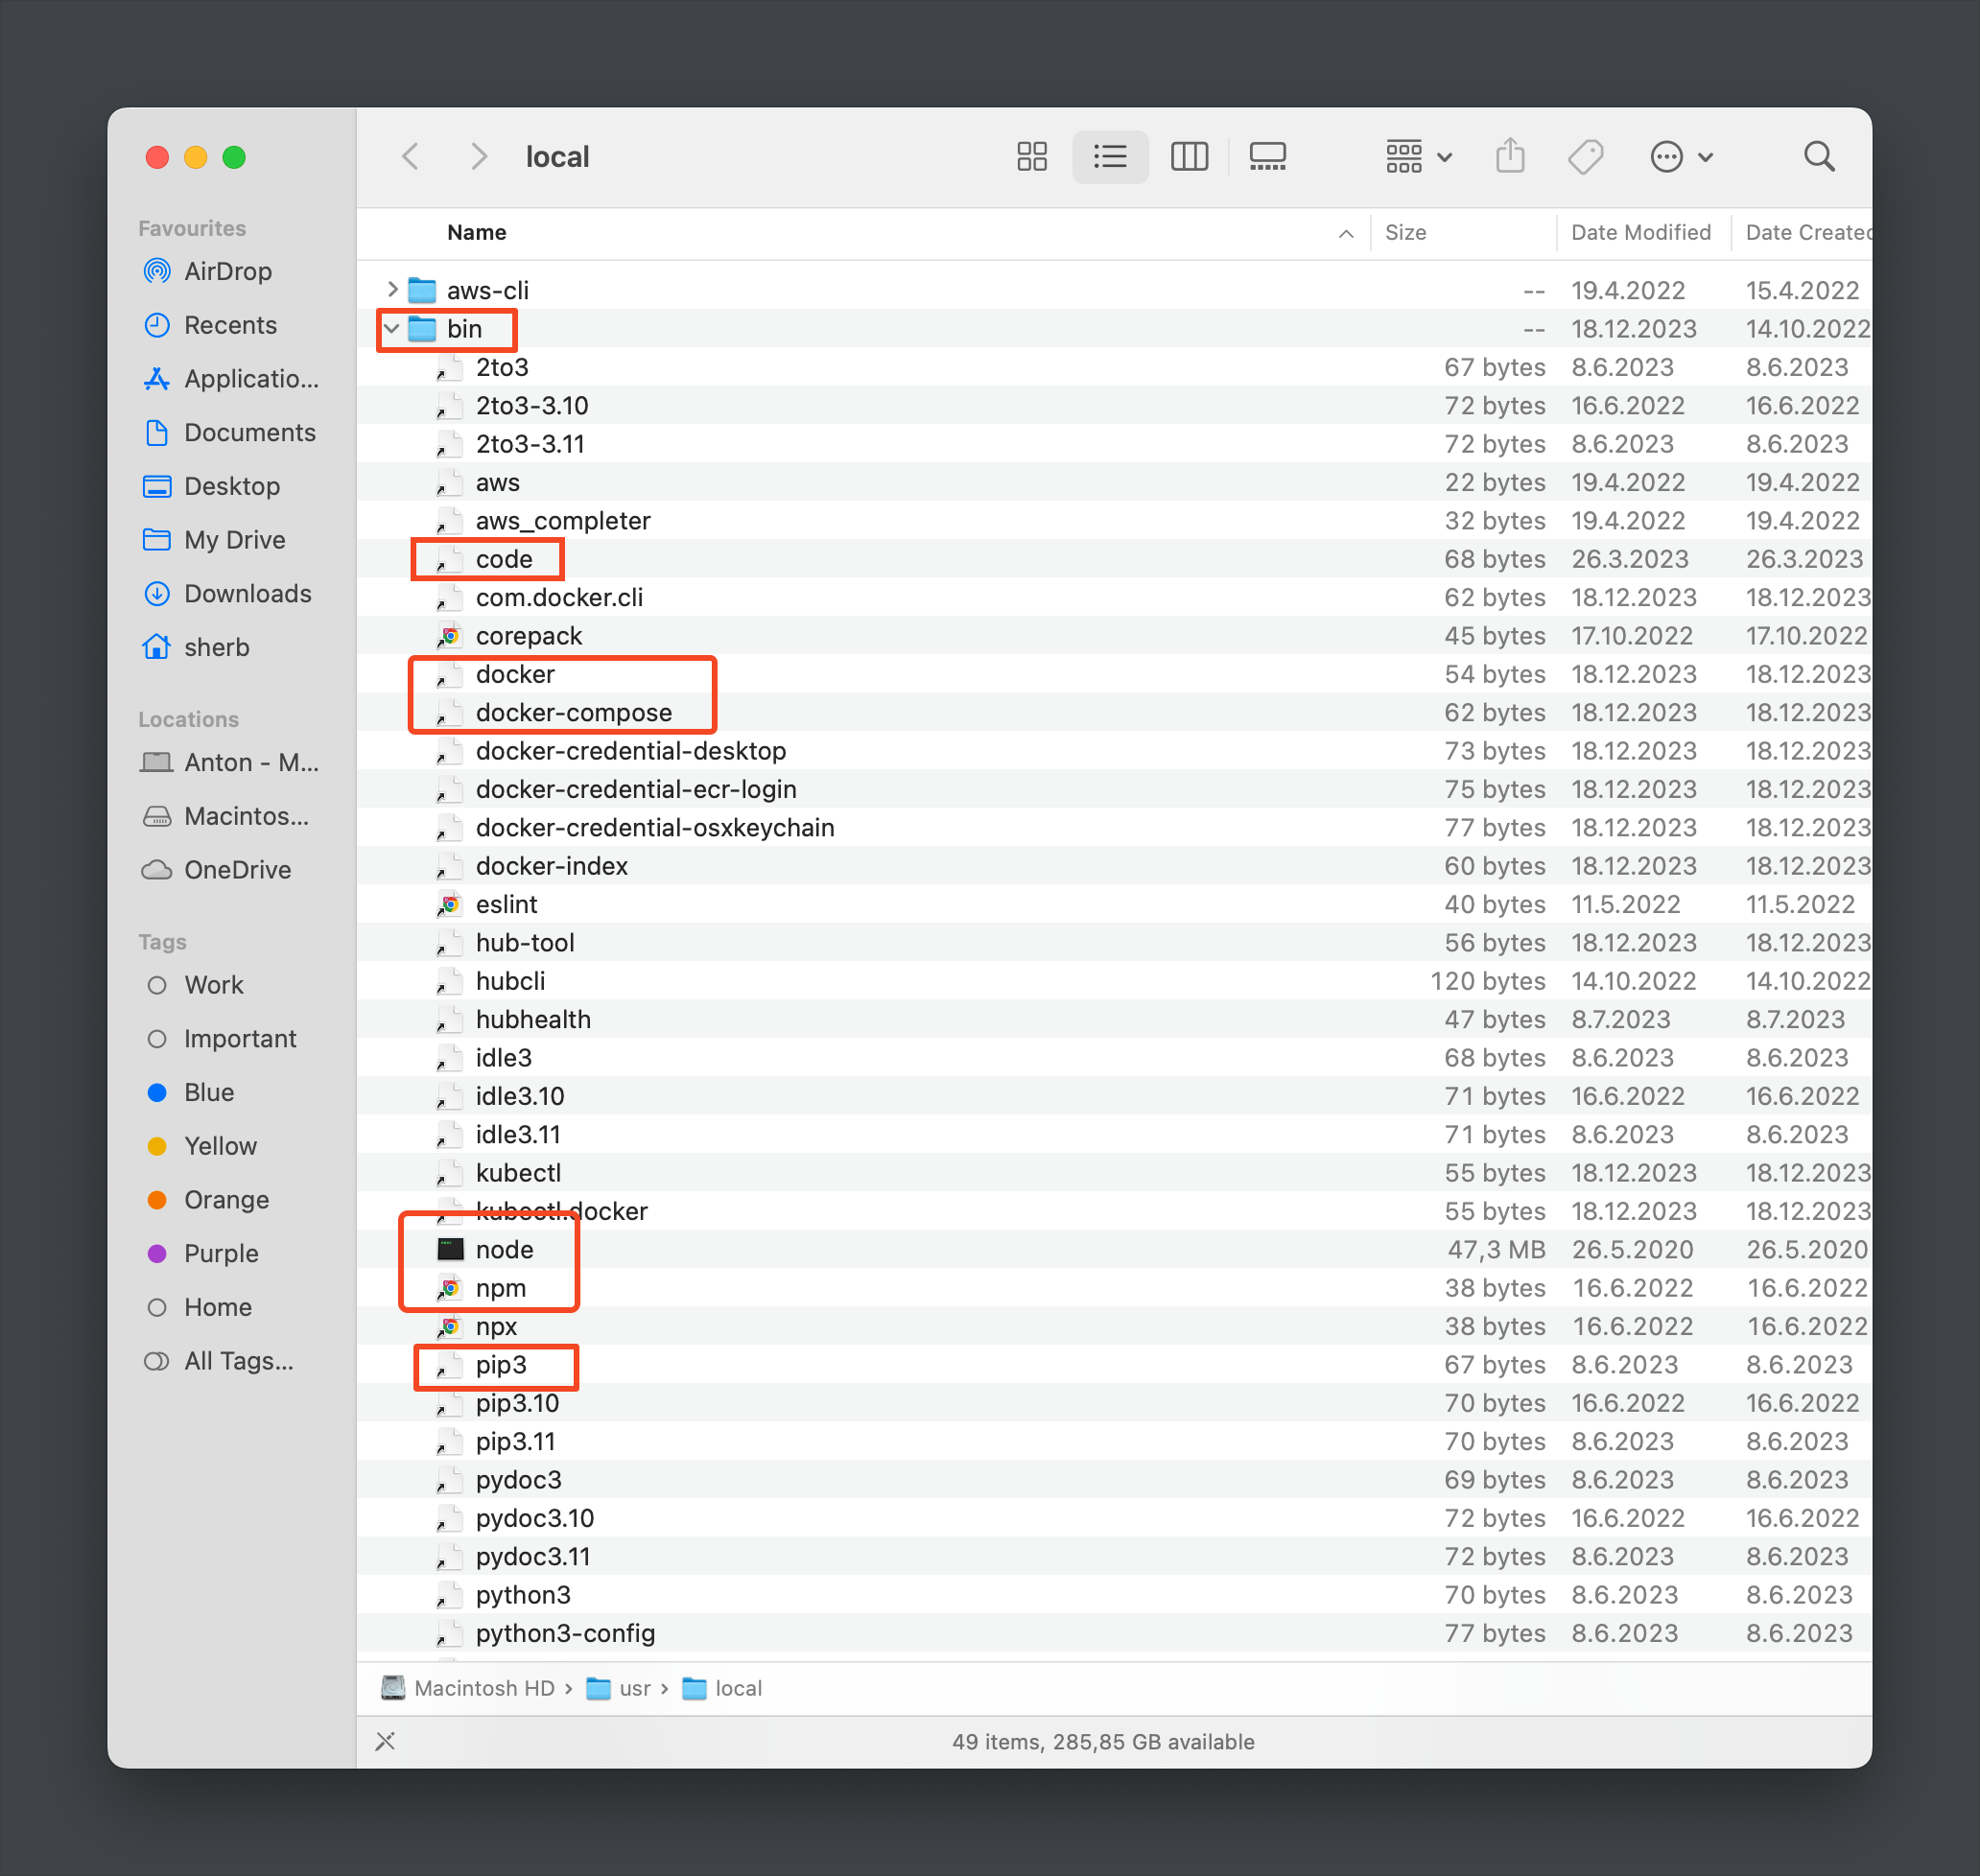 local
Favourites
AirDrop
Recents
Applicatio...
Documents
Desktop
My Drive
Downloads
sherb
Locations
Anton - M...
Macintos...
OneDrive
Tags
Work
Important
Blue
Yellow
Orange
Purple
Home
All Tags...
Name Size Date Modified Date Created
aws-cli -- 19.4.2022 15.4.2022
bin -- 18.12.2023 14.10.2022
2to3 67 bytes 8.6.2023 8.6.2023
2to3-3.10 72 bytes 16.6.2022 16.6.2022
2to3-3.11 72 bytes 8.6.2023 8.6.2023
aws 22 bytes 19.4.2022 19.4.2022
aws_completer 32 bytes 19.4.2022 19.4.2022
code 68 bytes 26.3.2023 26.3.2023
com.docker.cli 62 bytes 18.12.2023 18.12.2023
corepack 45 bytes 17.10.2022 17.10.2022
docker 54 bytes 18.12.2023 18.12.2023
docker-compose 62 bytes 18.12.2023 18.12.2023
docker-credential-desktop 73 bytes 18.12.2023 18.12.2023
docker-credential-ecr-login 75 bytes 18.12.2023 18.12.2023
docker-credential-osxkeychain 77 bytes 18.12.2023 18.12.2023
docker-index 60 bytes 18.12.2023 18.12.2023
eslint 40 bytes 11.5.2022 11.5.2022
hub-tool 56 bytes 18.12.2023 18.12.2023
hubcli 120 bytes 14.10.2022 14.10.2022
hubhealth 47 bytes 8.7.2023 8.7.2023
idle3 68 bytes 8.6.2023 8.6.2023
idle3.10 71 bytes 16.6.2022 16.6.2022
idle3.11 71 bytes 8.6.2023 8.6.2023
kubectl 55 bytes 18.12.2023 18.12.2023
kubectl.docker 55 bytes 18.12.2023 18.12.2023
node 47,3 MB 26.5.2020 26.5.2020
npm 38 bytes 16.6.2022 16.6.2022
npx 38 bytes 16.6.2022 16.6.2022
pip3 67 bytes 8.6.2023 8.6.2023
pip3.10 70 bytes 16.6.2022 16.6.2022
pip3.11 70 bytes 8.6.2023 8.6.2023
pydoc3 69 bytes 8.6.2023 8.6.2023
pydoc3.10 72 bytes 16.6.2022 16.6.2022
pydoc3.11 72 bytes 8.6.2023 8.6.2023
python3 70 bytes 8.6.2023 8.6.2023
python3-config 77 bytes 8.6.2023 8.6.2023
Macintosh HD › usr › local
49 items, 285,85 GB available